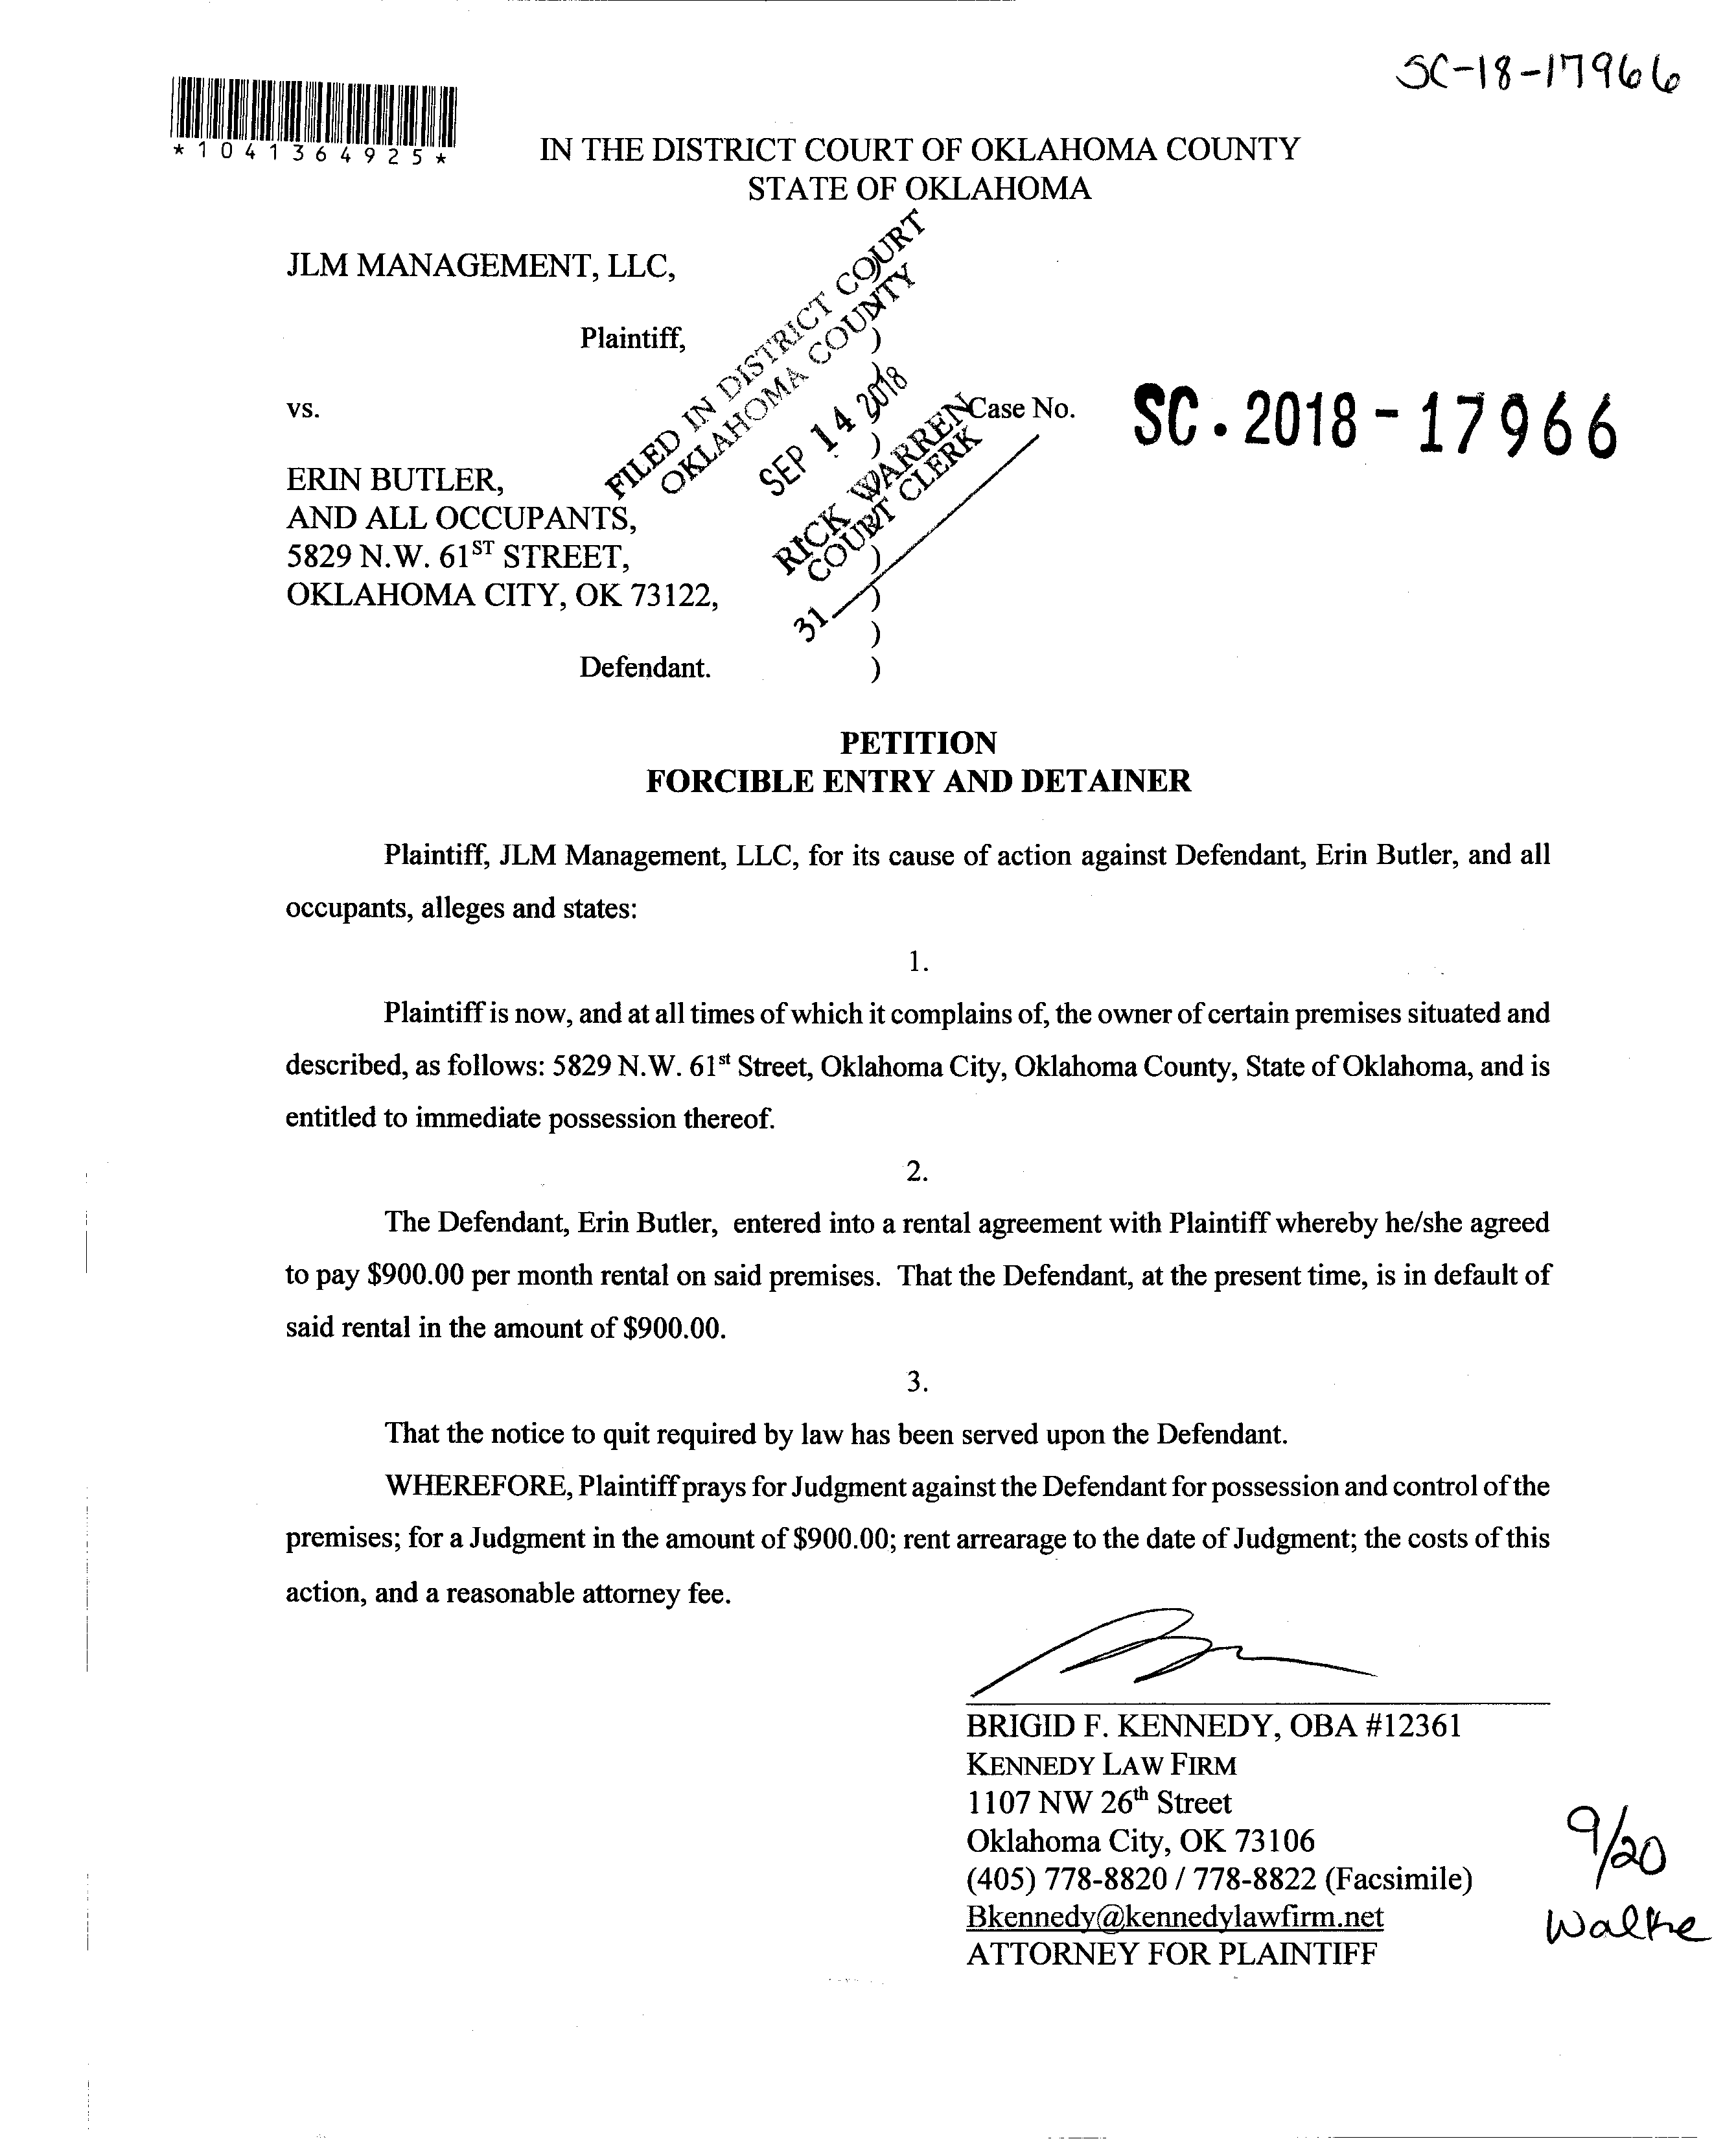 SC-18-17966
*1041364925*
IN THE DISTRICT COURT OF OKLAHOMA COUNTY
STATE OF OKLAHOMA
JLM MANAGEMENT, LLC,
Plaintiff,
vs.
ERIN BUTLER,
AND ALL OCCUPANTS,
5829 N.W. 61ST STREET,
OKLAHOMA CITY, OK 73122,
Defendant.
)
)
)
)
)
)
)
FILED IN DISTRICT COURT
OKLAHOMA COUNTY
SEP 14 2018
RICK WARREN
COURT CLERK
31
Case No. SC.2018-17966
PETITION
FORCIBLE ENTRY AND DETAINER
Plaintiff, JLM Management, LLC, for its cause of action against Defendant, Erin Butler, and all
occupants, alleges and states:
1.
Plaintiff is now, and at all times of which it complains of, the owner of certain premises situated and
described, as follows: 5829 N.W. 61st Street, Oklahoma City, Oklahoma County, State of Oklahoma, and is
entitled to immediate possession thereof.
2.
The Defendant, Erin Butler, entered into a rental agreement with Plaintiff whereby he/she agreed
to pay $900.00 per month rental on said premises. That the Defendant, at the present time, is in default of
said rental in the amount of $900.00.
3.
That the notice to quit required by law has been served upon the Defendant.
WHEREFORE, Plaintiff prays for Judgment against the Defendant for possession and control of the
premises; for a Judgment in the amount of $900.00; rent arrearage to the date of Judgment; the costs of this
action, and a reasonable attorney fee.
BRIGID F. KENNEDY, OBA #12361
KENNEDY LAW FIRM
1107 NW 26th Street
Oklahoma City, OK 73106
(405) 778-8820 / 778-8822 (Facsimile)
Bkennedy@kennedylawfirm.net
ATTORNEY FOR PLAINTIFF
9/20